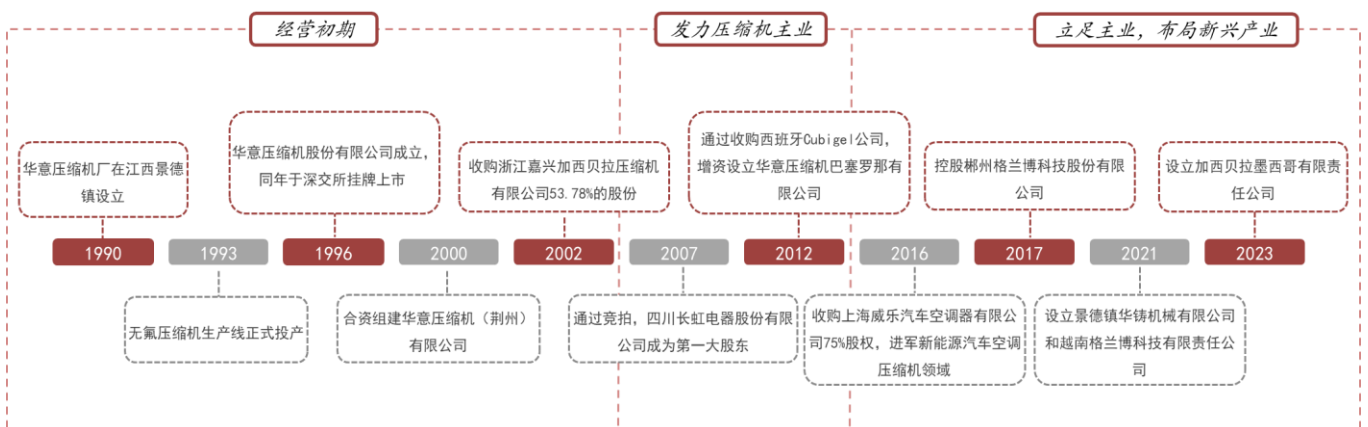 经营初期
发力压缩机主业
立足主业，布局新兴产业
华意压缩机厂在江西景德
镇设立
华意压缩机股份有限公司成立，
同年于深交所挂牌上市
收购浙江嘉兴加西贝拉压缩机
有限公司53.78%的股份
通过收购西班牙Cubigel公司，
增资设立华意压缩机巴塞罗那有
限公司
控股郴州格兰博科技股份有限
公司
设立加西贝拉墨西哥有限责
任公司
1990
1993
1996
2000
2002
2007
2012
2016
2017
2021
2023
无氟压缩机生产线正式投产
合资组建华意压缩机（荆州）
有限公司
通过竞拍，四川长虹电器股份有限
公司成为第一大股东
收购上海威乐汽车空调器有限公
司75%股权，进军新能源汽车空调
压缩机领域
设立景德镇华铸机械有限公司
和越南格兰博科技有限责任公
司